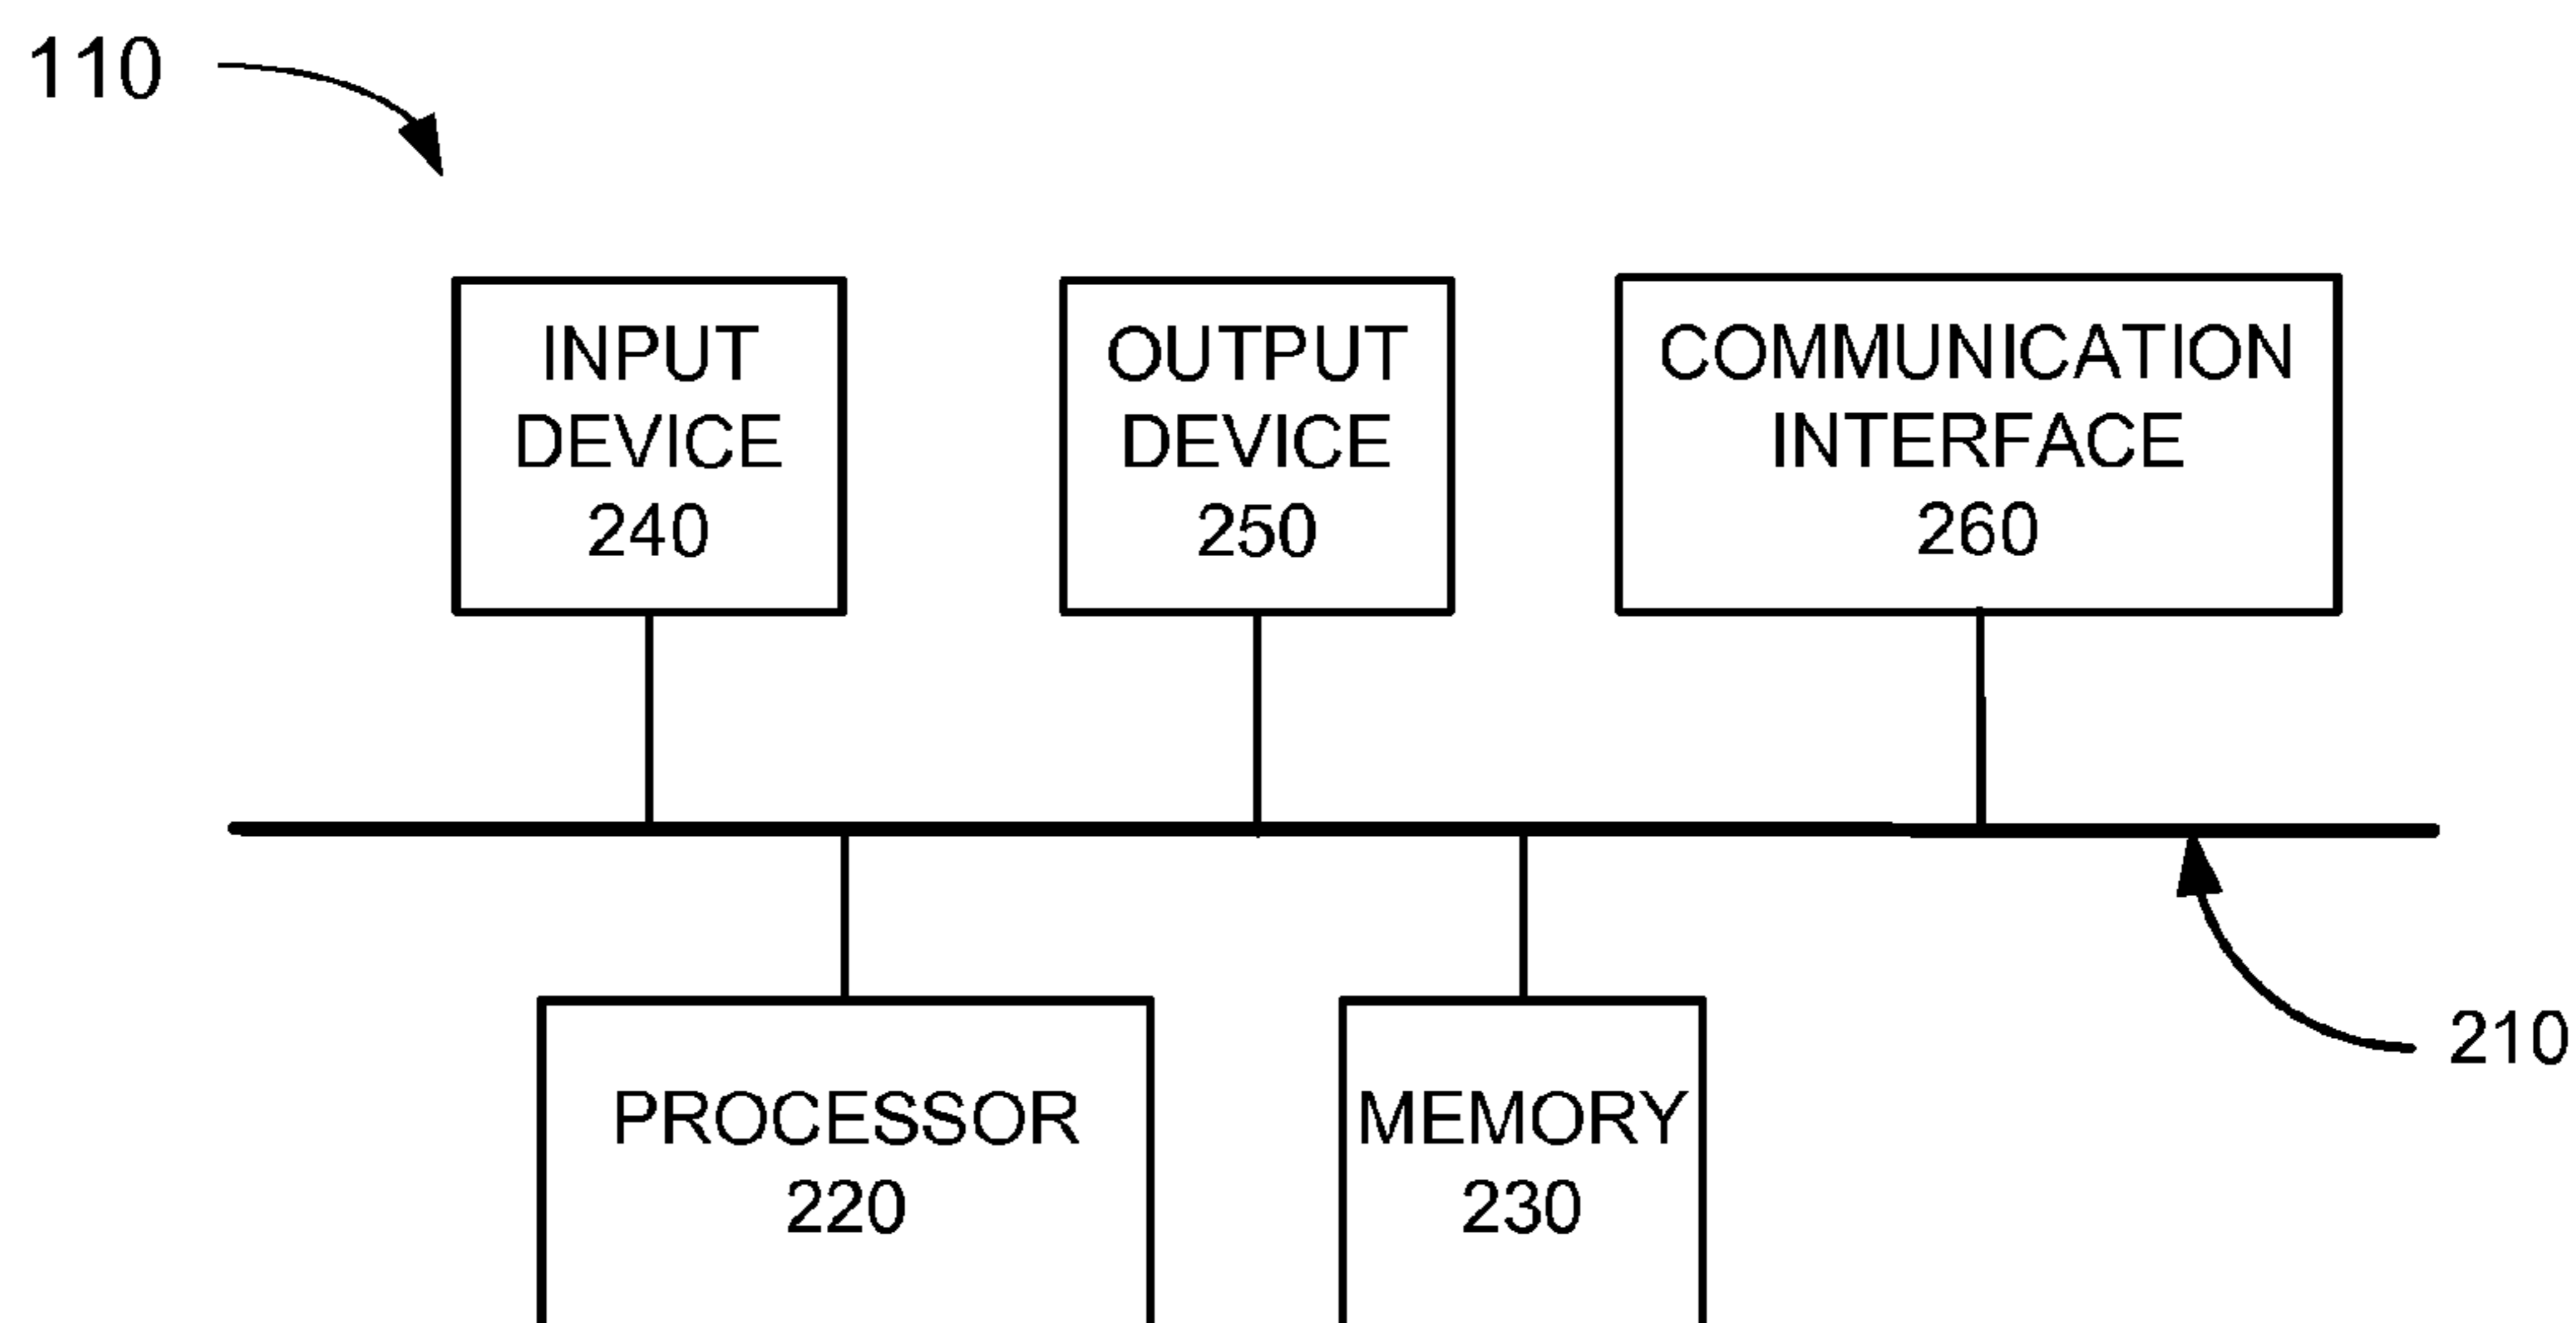 110
INPUT
DEVICE
240
OUTPUT
DEVICE
250
COMMUNICATION
INTERFACE
260
210
PROCESSOR
220
MEMORY
230